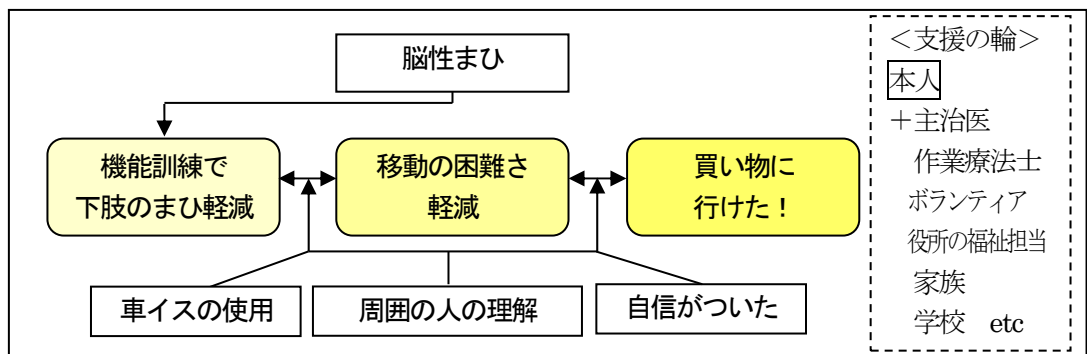 脳性まひ
機能訓練で
下肢のまひ軽減
移動の困難さ
軽減
買い物に
行けた！
車イスの使用
周囲の人の理解
自信がついた
＜支援の輪＞
本人
＋主治医
作業療法士
ボランティア
役所の福祉担当
家族
学校　etc